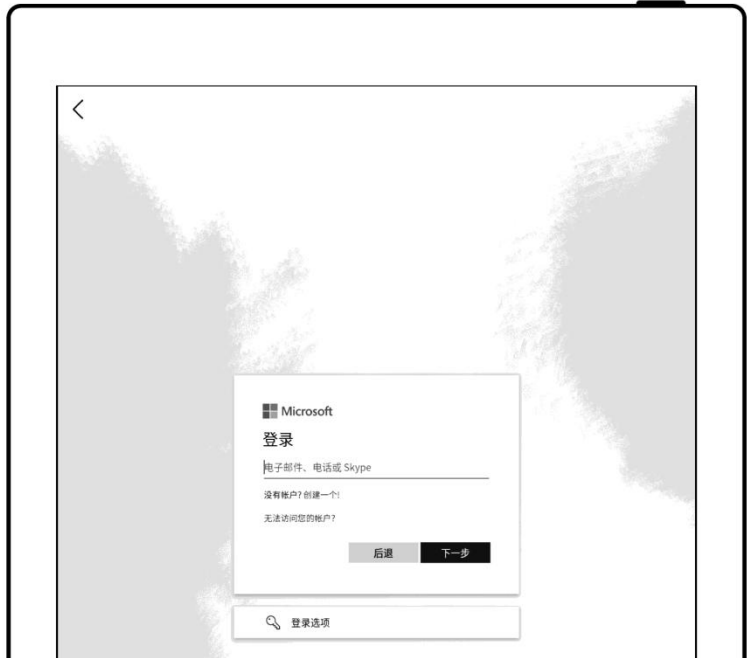 Microsoft
登录
电子邮件、电话或 Skype
没有帐户? 创建一个!
无法访问您的帐户?
后退
下一步
登录选项